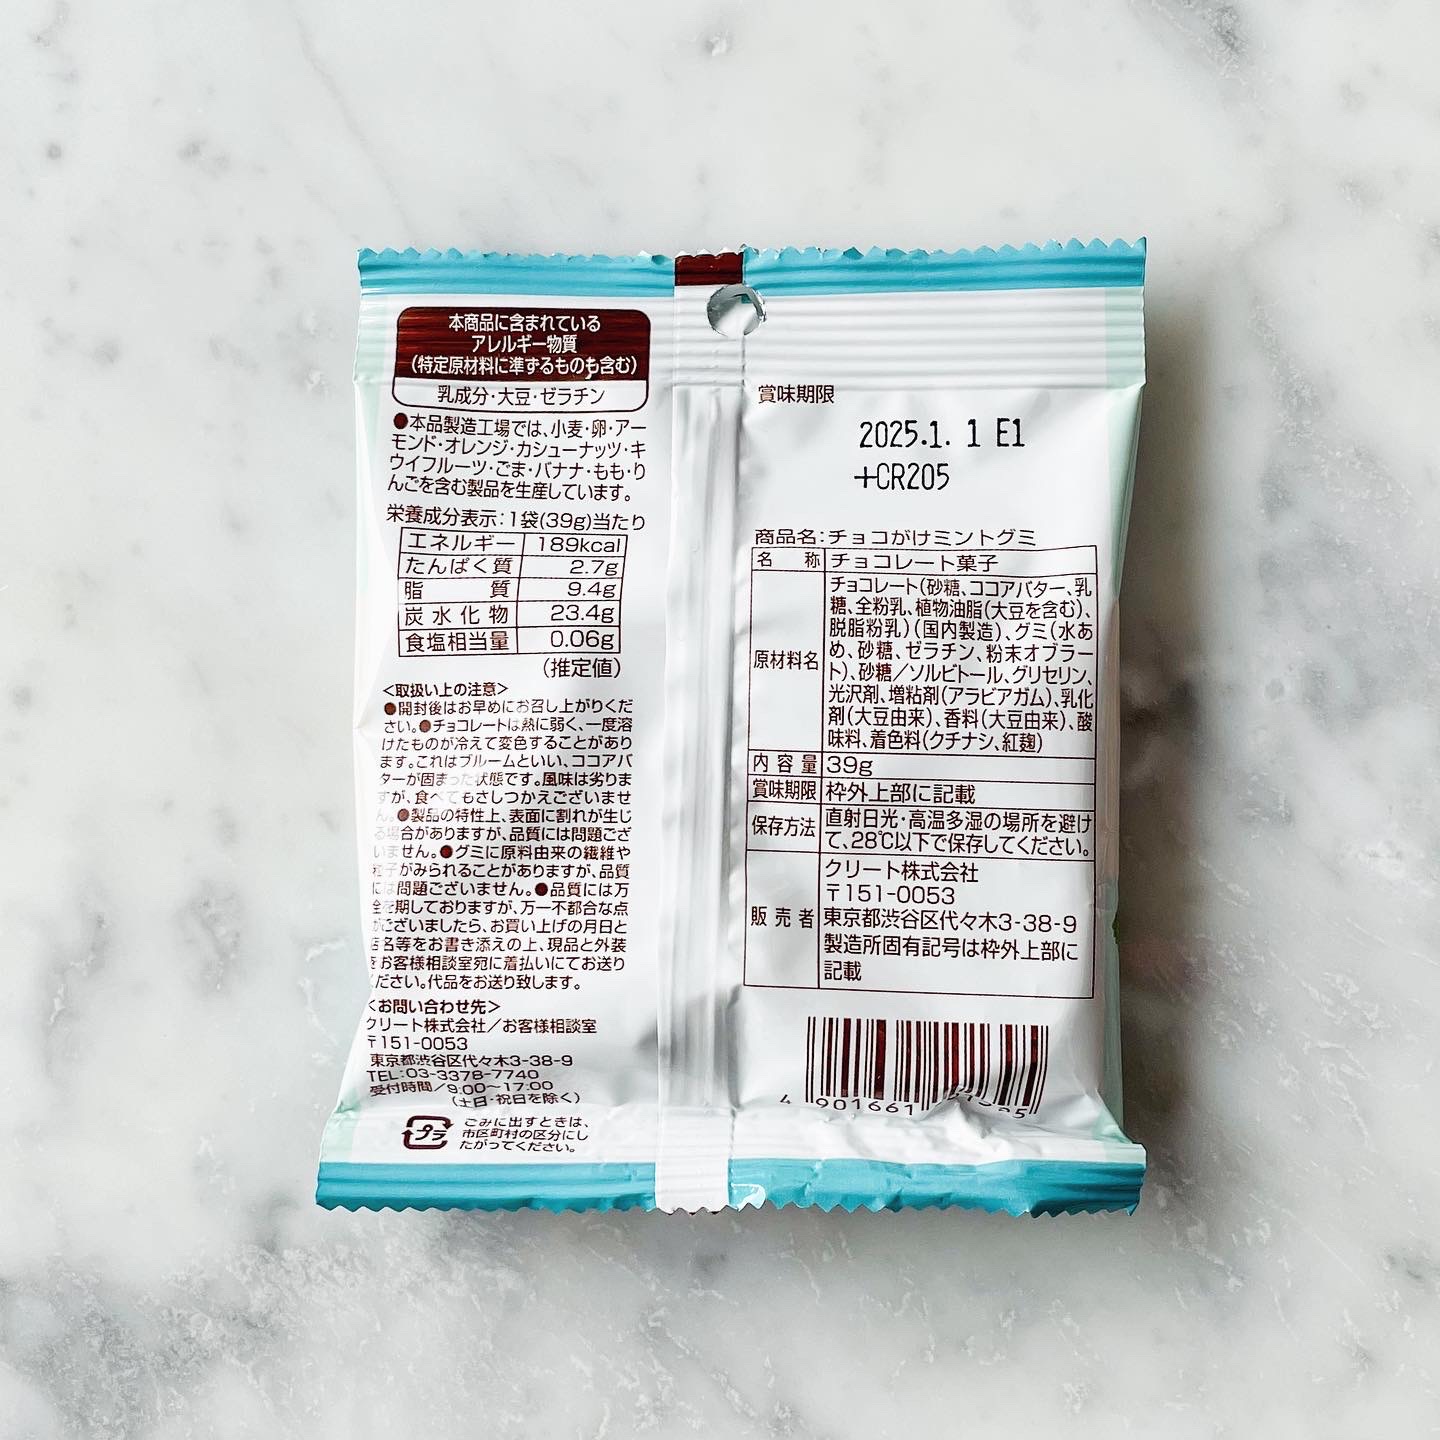 本商品に含まれている
アレルギー物質
(特定原材料に準ずるものも含む)
乳成分・大豆・ゼラチン
●本品製造工場では、小麦・卵・アー
モンド・オレンジ・カシューナッツ・キ
ウイフルーツ・ごま・バナナ・もも・り
んごを含む製品を生産しています。
栄養成分表示:1袋(39g)当たり
エネルギー 189kcal
たんぱく質 2.7g
脂質 9.4g
炭水化物 23.4g
食塩相当量 0.06g
(推定値)
<取扱い上の注意>
●開封後はお早めにお召し上がりくだ
さい。●チョコレートは熱に弱く、一度溶
けたものが冷えて変色することがあり
ます。これはブルームといい、ココアバ
ターが固まった状態です。風味は劣りま
すが、食べてもさしつかえございませ
ん。●製品の特性上、表面に割れが生じ
る場合がありますが、品質には問題ござ
いません。●グミに原料由来の繊維や
粒子がみられることがありますが、品質
には問題ございません。●品質には万
全を期しておりますが、万一不都合な点
がございましたら、お買い上げの月日と
店名等をお書き添えの上、現品と外装
をお客様相談室宛に着払いにてお送り
ください。代品をお送り致します。
<お問い合わせ先>
クリート株式会社/お客様相談室
〒151-0053
東京都渋谷区代々木3-38-9
TEL:03-3378-7740
受付時間/9:00~17:00
(土日・祝日を除く)
プラ
ごみに出すときは、
市区町村の区分にし
たがってください。
賞味期限
2025.1. 1 E1
+CR205
商品名:チョコがけミントグミ
名称 チョコレート菓子
原材料名
チョコレート(砂糖、ココアバター、乳
糖、全粉乳、植物油脂(大豆を含む)、
脱脂粉乳)(国内製造)、グミ(水あ
め、砂糖、ゼラチン、粉末オブラー
ト)、砂糖/ソルビトール、グリセリン、
光沢剤、増粘剤(アラビアガム)、乳化
剤(大豆由来)、香料(大豆由来)、酸
味料、着色料(クチナシ、紅麹)
内容量 39g
賞味期限 枠外上部に記載
保存方法
直射日光・高温多湿の場所を避け
て、28℃以下で保存してください。
販売者
クリート株式会社
〒151-0053
東京都渋谷区代々木3-38-9
製造所固有記号は枠外上部に
記載
4 901661